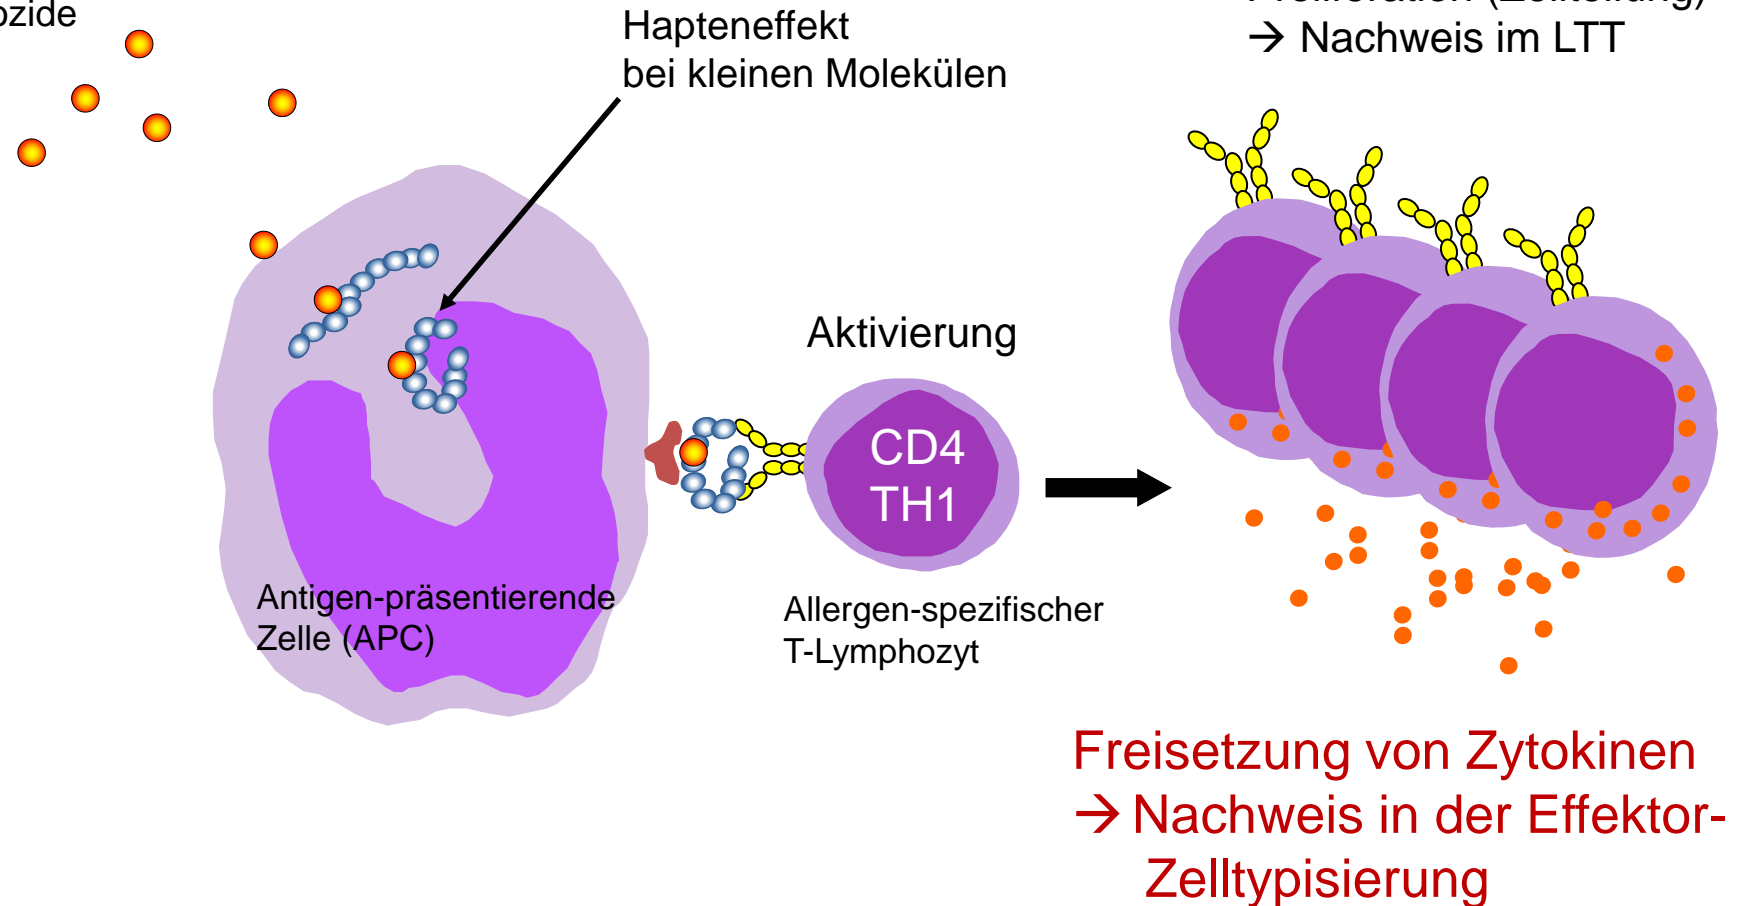 Hapteneffekt
bei kleinen Molekülen
→ Nachweis im LTT
Aktivierung
CD4
TH1
Antigen-präsentierende
Zelle (APC)
Allergen-spezifischer
T-Lymphozyt
Freisetzung von Zytokinen
→ Nachweis in der Effektor-
Zelltypisierung